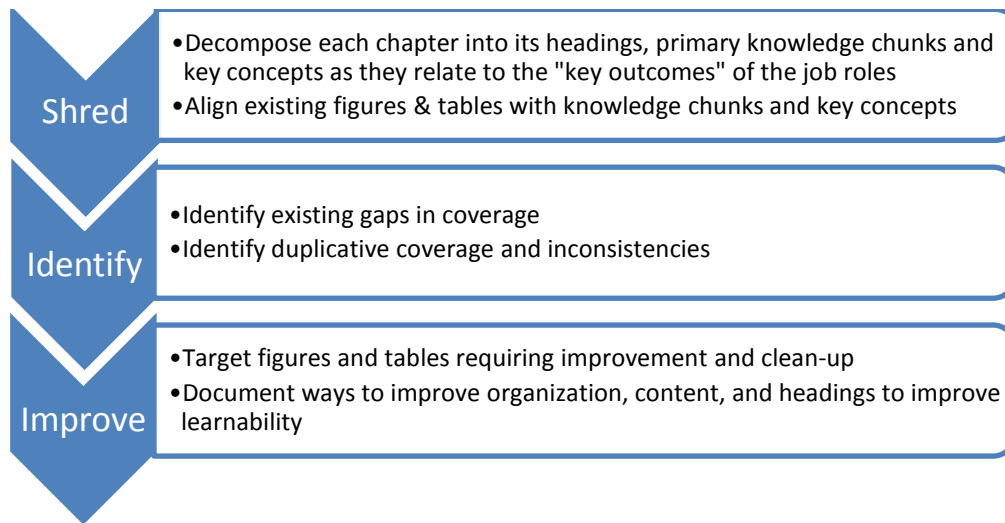 Shred
•Decompose each chapter into its headings, primary knowledge chunks and
key concepts as they relate to the "key outcomes" of the job roles
•Align existing figures & tables with knowledge chunks and key concepts
Identify
•Identify existing gaps in coverage
•Identify duplicative coverage and inconsistencies
Improve
•Target figures and tables requiring improvement and clean-up
•Document ways to improve organization, content, and headings to improve
learnability